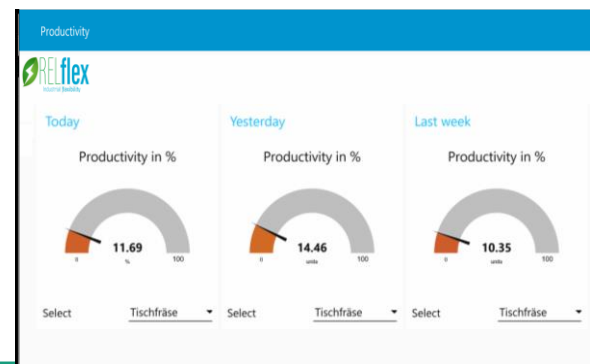 Productivity
RELflex
Industrial flexibility
Today
Productivity in %
11.69
%
0
100
Select
Tischfräse
Yesterday
Productivity in %
14.46
units
0
100
Select
Tischfräse
Last week
Productivity in %
10.35
units
0
100
Select
Tischfräse